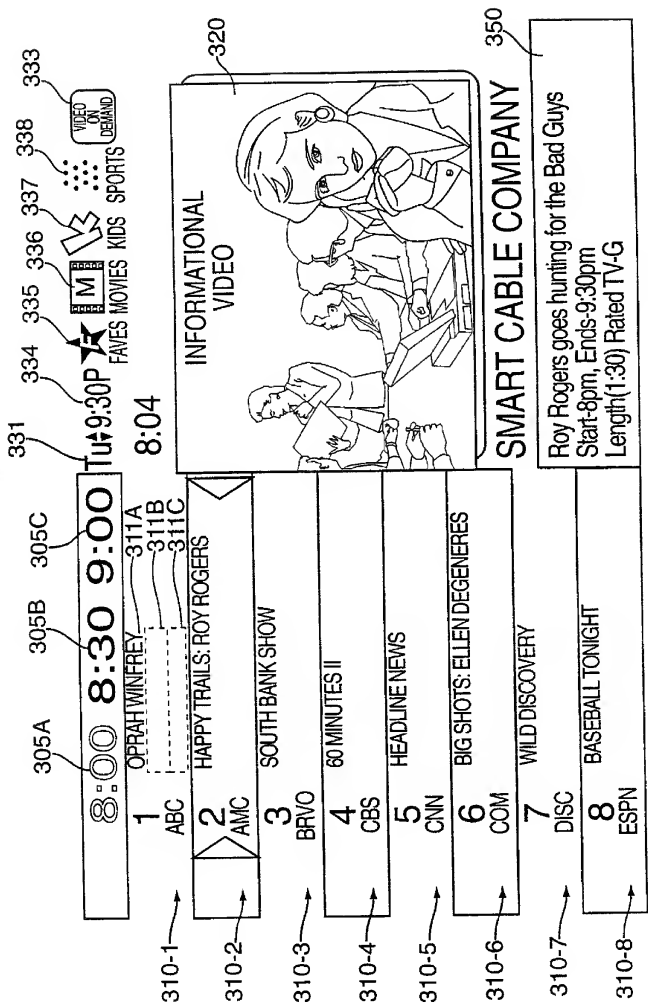 305A
305B
305C
331
334
335
336
337
338
333
8:00 8:30 9:00
Tu 9:30P
F
FAVES
M
MOVIES
K
KIDS
SPORTS
VIDEO
ON
DEMAND
8:04
310-1
1
ABC
OPRAH WINFREY
311A
311B
311C
310-2
2
AMC
HAPPY TRAILS: ROY ROGERS
310-3
3
BRVO
SOUTH BANK SHOW
310-4
4
CBS
60 MINUTES II
310-5
5
CNN
HEADLINE NEWS
310-6
6
COM
BIG SHOTS: ELLEN DEGENERES
310-7
7
DISC
WILD DISCOVERY
310-8
8
ESPN
BASEBALL TONIGHT
INFORMATIONAL
VIDEO
320
SMART CABLE COMPANY
350
Roy Rogers goes hunting for the Bad Guys
Start-8pm, Ends-9:30pm
Length(1:30) Rated TV-G